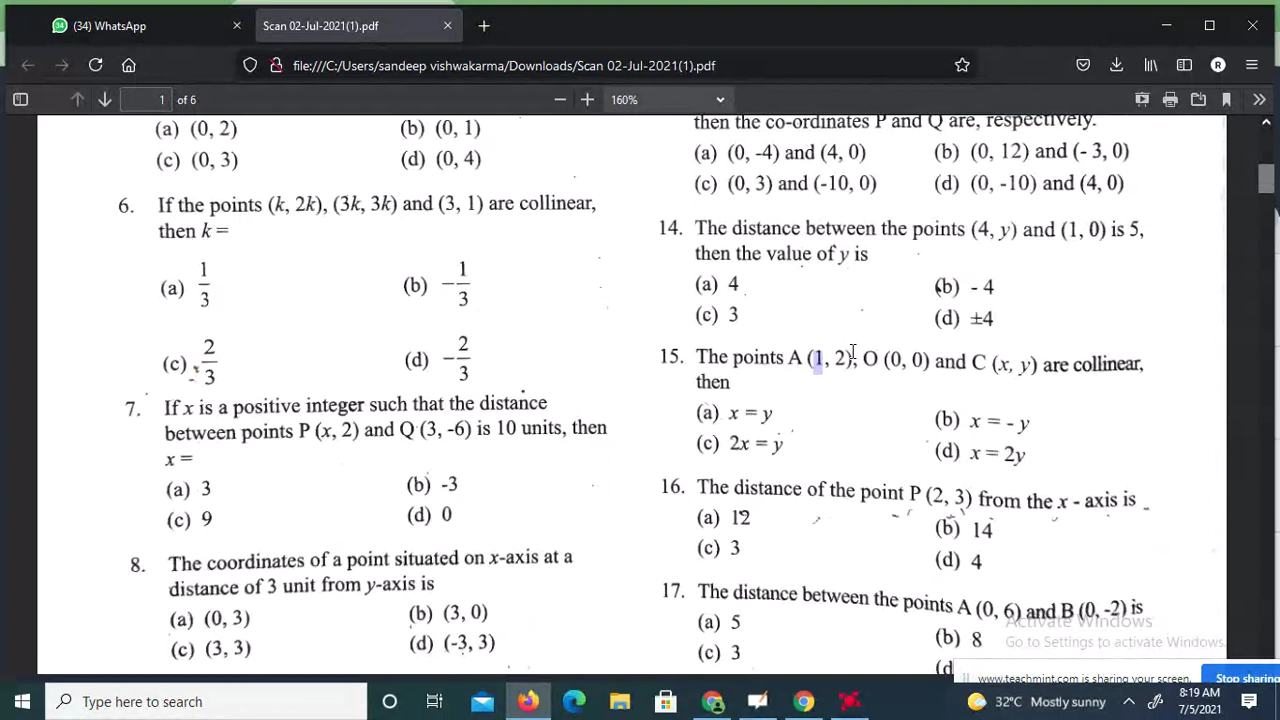 (34) WhatsApp
Scan 02-Jul-2021(1).pdf
file:///C:/Users/sandeep vishwakarma/Downloads/Scan 02-Jul-2021(1).pdf
R
1 of 6
160%
(a) (0, 2) (b) (0, 1)
(c) (0, 3) (d) (0, 4)
6. If the points (k, 2k), (3k, 3k) and (3, 1) are collinear,
then k =
(a) 1/3 (b) -1/3
(c) 2/3 (d) -2/3
7. If x is a positive integer such that the distance
between points P (x, 2) and Q (3, -6) is 10 units, then
x =
(a) 3 (b) -3
(c) 9 (d) 0
8. The coordinates of a point situated on x-axis at a
distance of 3 unit from y-axis is
(a) (0, 3) (b) (3, 0)
(c) (3, 3) (d) (-3, 3)
then the co-ordinates P and Q are, respectively.
(a) (0, -4) and (4, 0) (b) (0, 12) and (- 3, 0)
(c) (0, 3) and (-10, 0) (d) (0, -10) and (4, 0)
14. The distance between the points (4, y) and (1, 0) is 5,
then the value of y is
(a) 4 (b) - 4
(c) 3 (d) ±4
15. The points A (1, 2), O (0, 0) and C (x, y) are collinear,
then
(a) x = y (b) x = - y
(c) 2x = y (d) x = 2y
16. The distance of the point P (2, 3) from the x - axis is
(a) 12 (b) 14
(c) 3 (d) 4
17. The distance between the points A (0, 6) and B (0, -2) is
(a) 5 (b) 8
(c) 3 (d
Activate Windows
Go to Settings to activate Windows.
www.teachmint.com is sharing your screen.
Stop sharing
Type here to search
32°C Mostly sunny
8:19 AM
7/5/2021